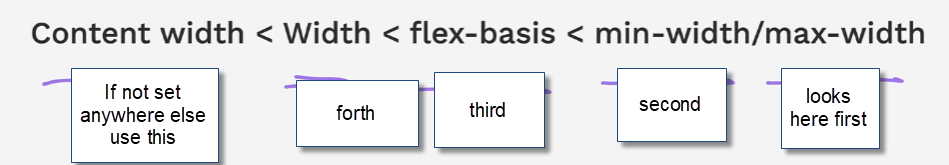 Content width < Width < flex-basis < min-width/max-width
If not set
anywhere else
use this
forth
third
second
looks
here first